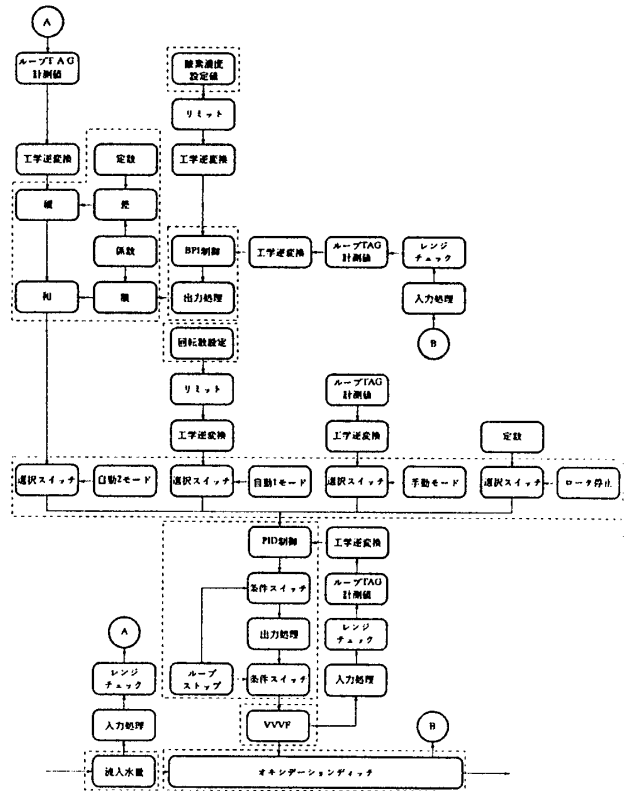 A
ループTAG
計測値
酸素濃度
設定値
リミット
工学逆変換
定数
工学逆変換
積
差
係数
BPI制御
工学逆変換
ループTAG
計測値
レンジ
チェック
和
積
出力処理
入力処理
B
回転数設定
リミット
ループTAG
計測値
工学逆変換
工学逆変換
定数
選択スイッチ
自動2モード
選択スイッチ
自動1モード
選択スイッチ
手動モード
選択スイッチ
ロータ停止
PID制御
工学逆変換
条件スイッチ
ループTAG
計測値
A
出力処理
レンジ
チェック
レンジ
チェック
ループ
ストップ
条件スイッチ
入力処理
入力処理
VVVF
B
流入水量
オキシデーションディッチ